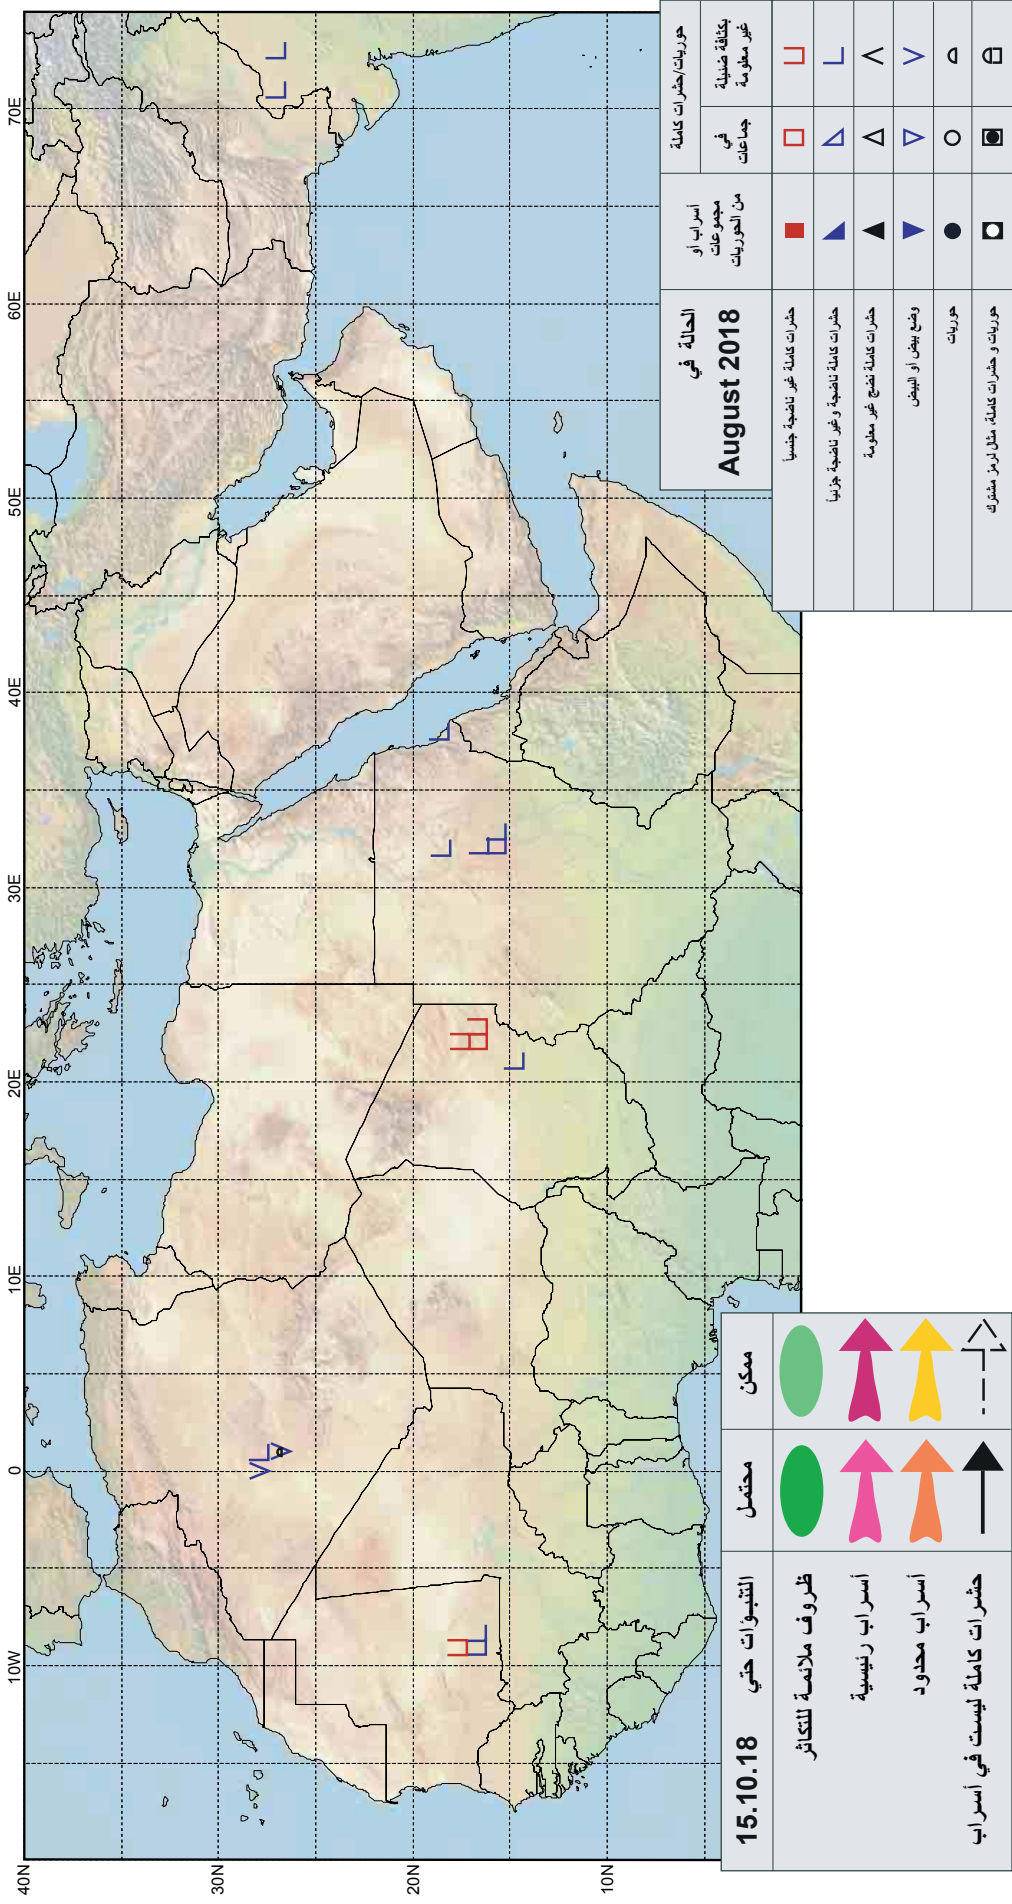 40N
30N
20N
10N
10W
0
10E
20E
30E
40E
50E
60E
70E
التنبؤات حتي
15.10.18
محتمل
ممكن
ظروف ملائمة للتكاثر
أسراب رئيسية
أسراب محدود
حشرات كاملة ليست في أسراب
الحالة في
August 2018
أسراب أو
مجموعات
من الحوريات
حوريات/حشرات كاملة
في
جماعات
بكثافة ضئيلة
غير معلومة
حشرات كاملة غير ناضجة جنسياً
حشرات كاملة ناضجة وغير ناضجة جزئياً
حشرات كاملة نضج غير معلومة
وضع بيض أو البيض
حوريات
حوريات و حشرات كاملة، مثال لرمز مشترك